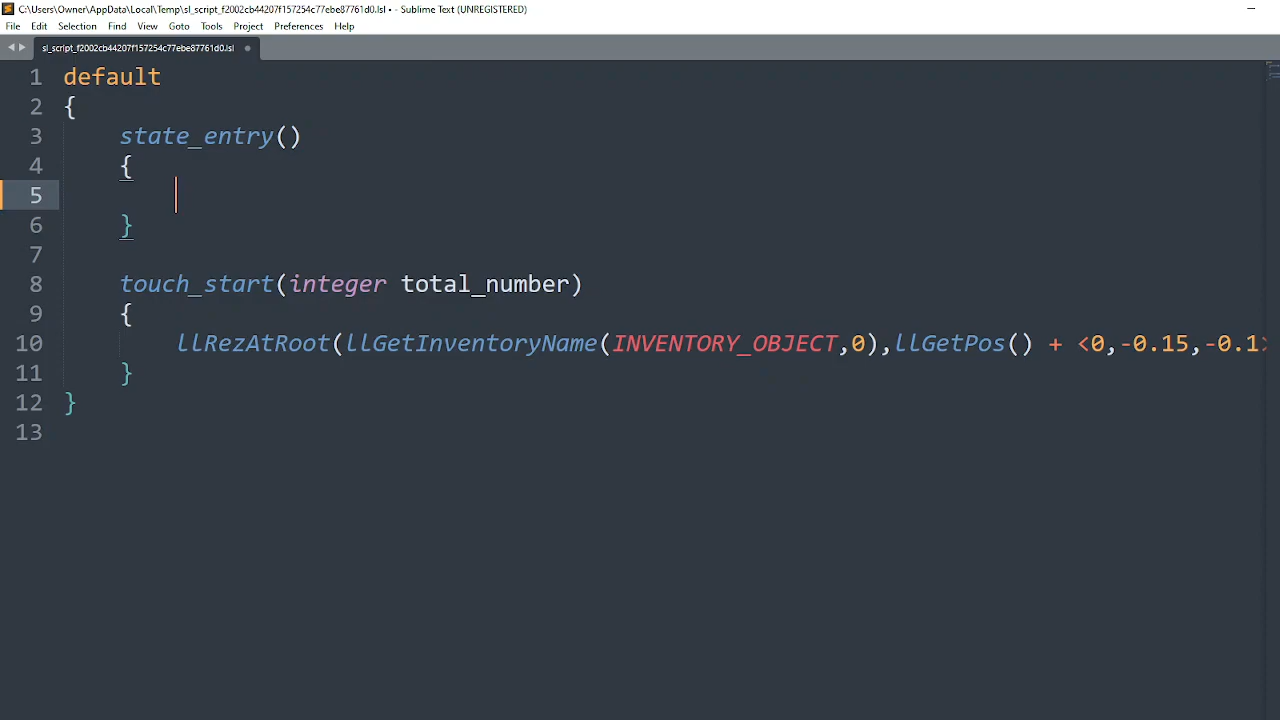 C:\Users\Owner\AppData\Local\Temp\sl_script_f2002cb44207f157254c77ebe87761d0.lsl • - Sublime Text (UNREGISTERED)
File Edit Selection Find View Goto Tools Project Preferences Help
sl_script_f2002cb44207f157254c77ebe87761d0.lsl
1 default
2 {
3 state_entry()
4 {
5
6 }
7
8 touch_start(integer total_number)
9 {
10 llRezAtRoot(llGetInventoryName(INVENTORY_OBJECT,0),llGetPos() + <0,-0.15,-0.1>
11 }
12 }
13